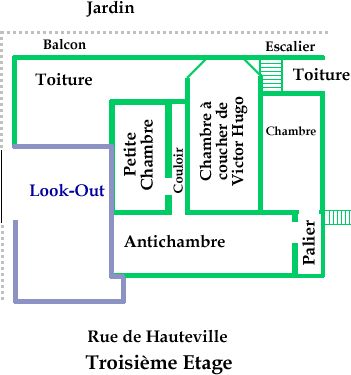 Jardin
Balcon
Escalier
Toiture
Toiture
Petite
Chambre
Couloir
Chambre à
coucher de
Victor Hugo
Chambre
Look-Out
Antichambre
Palier
Rue de Hauteville
Troisième Etage